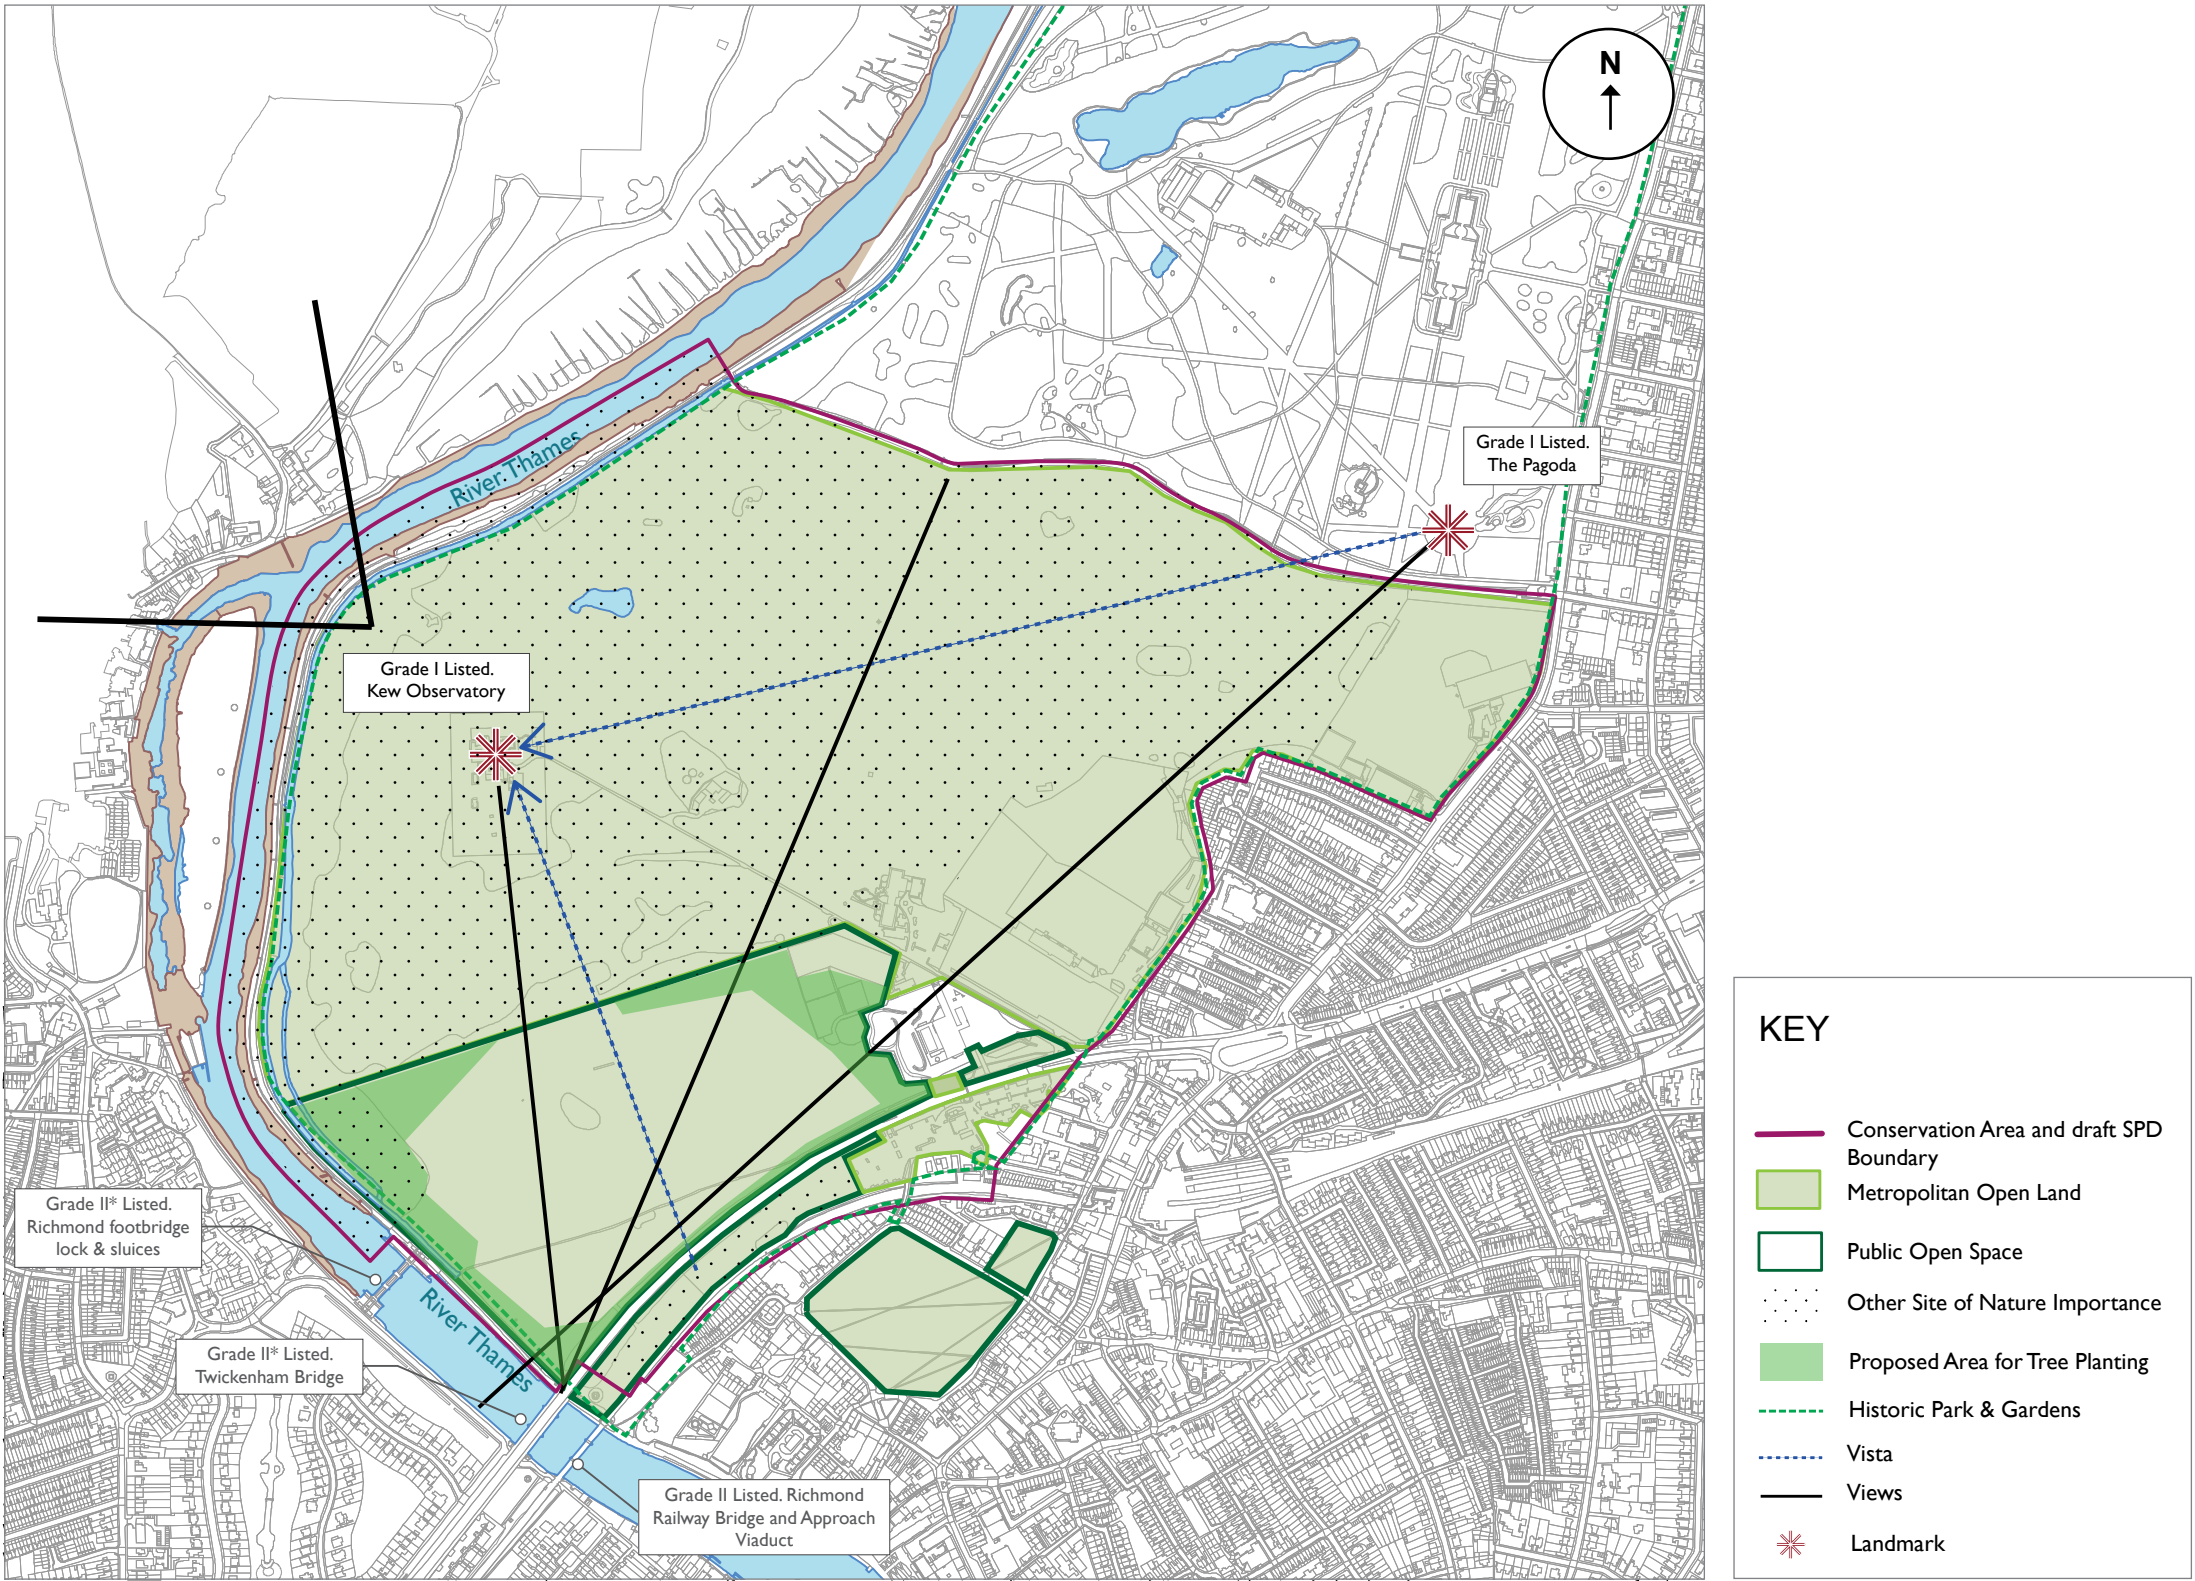 N
Grade I Listed.
The Pagoda
River Thames
Grade I Listed.
Kew Observatory
Grade II* Listed.
Richmond footbridge
lock & sluices
River Thames
Grade II* Listed.
Twickenham Bridge
Grade II Listed. Richmond
Railway Bridge and Approach
Viaduct
KEY
Conservation Area and draft SPD
Boundary
Metropolitan Open Land
Public Open Space
Other Site of Nature Importance
Proposed Area for Tree Planting
Historic Park & Gardens
Vista
Views
Landmark